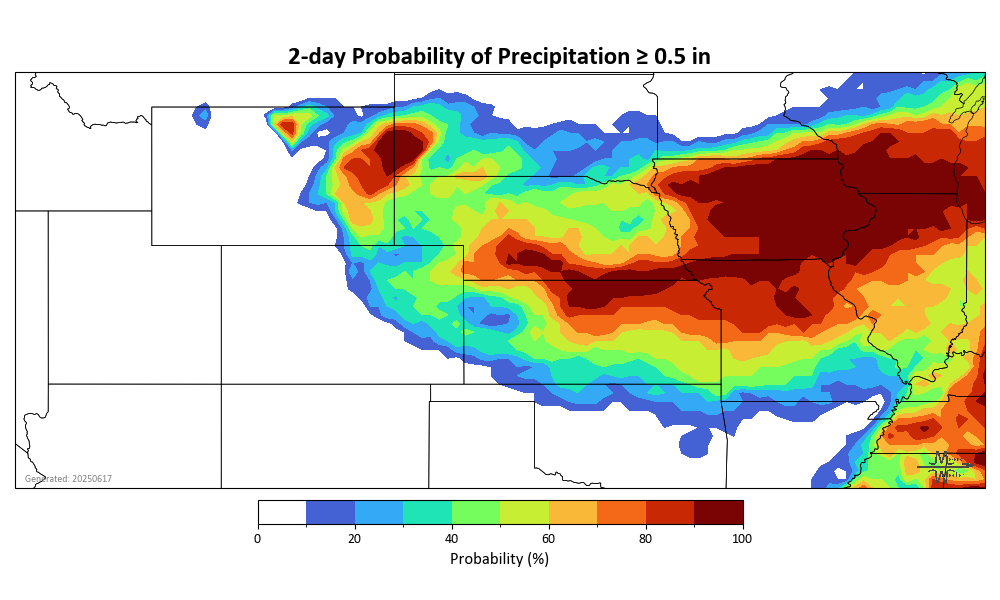 2-day Probability of Precipitation ≥ 0.5 in
Generated: 20250617
0 20 40 60 80 100
Probability (%)